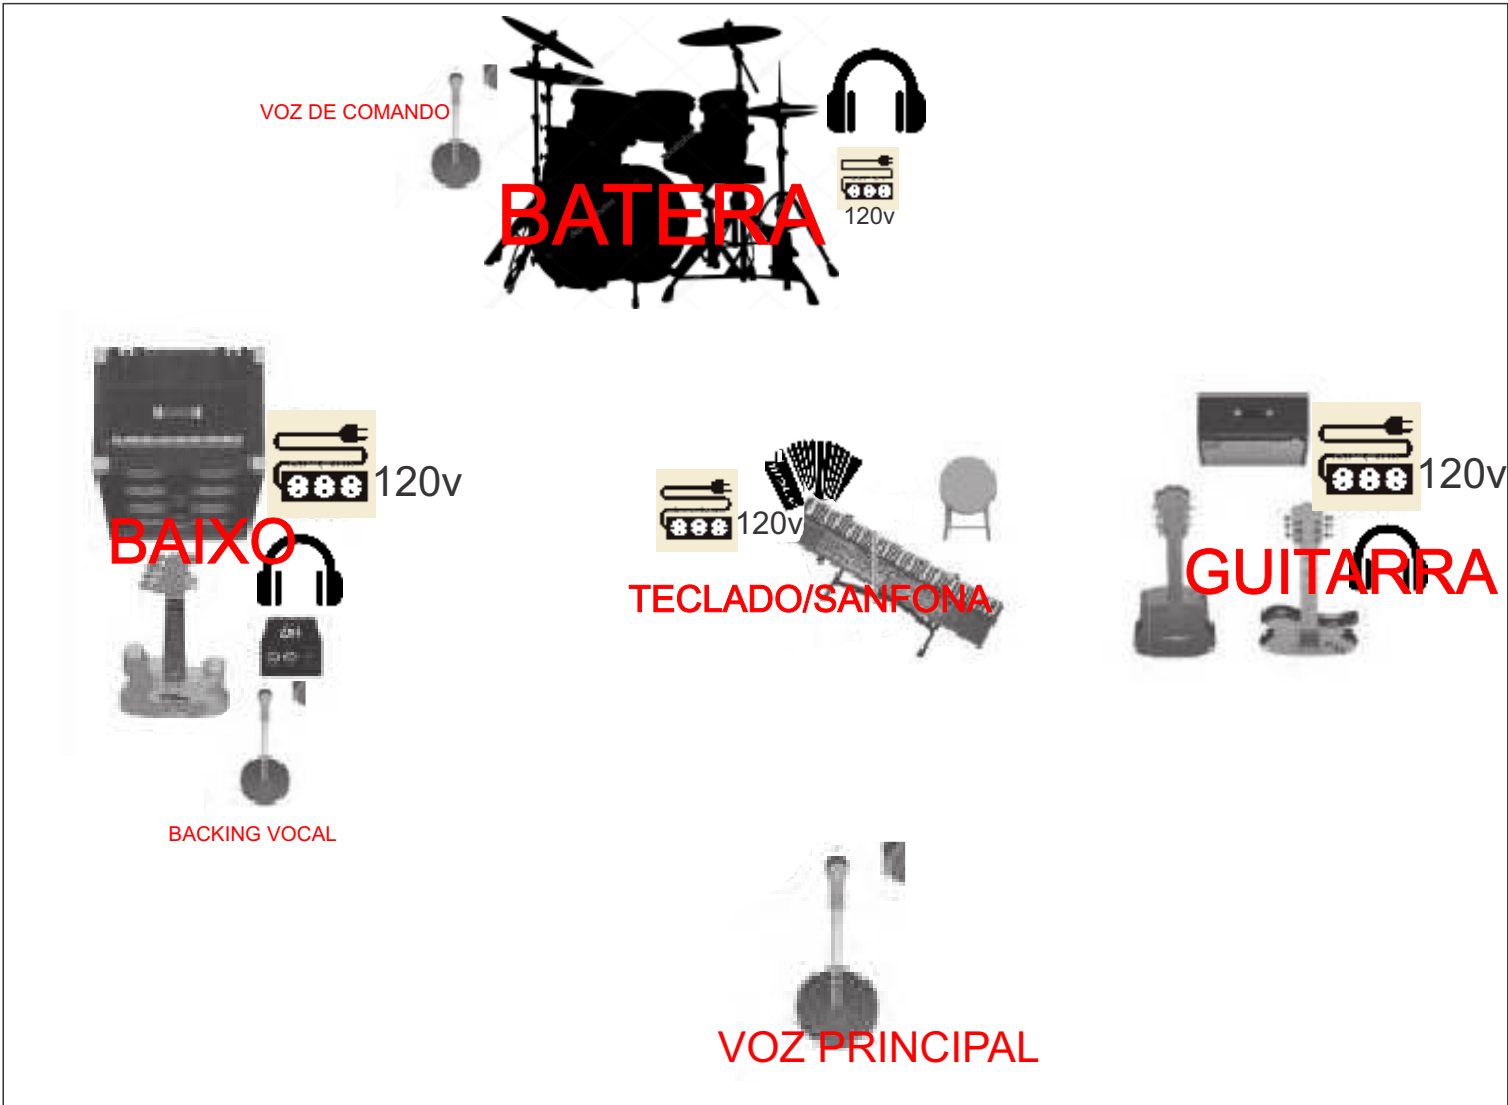 VOZ DE COMANDO
BATERA
120v
120v
BAIXO
120v
TECLADO/SANFONA
120v
GUITARRA
BACKING VOCAL
VOZ PRINCIPAL